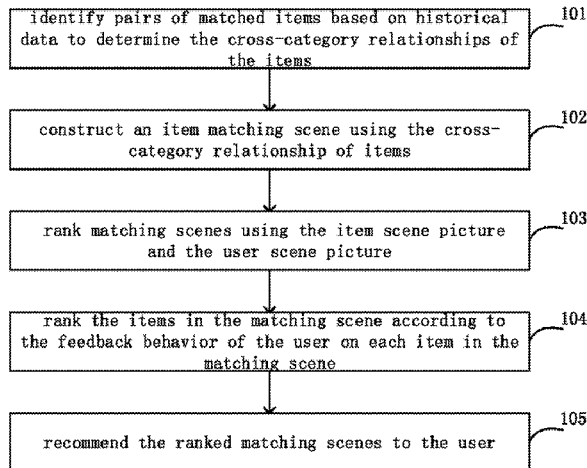 identify pairs of matched items based on historical
data to determine the cross-category relationships of
the items
101
construct an item matching scene using the cross-
category relationship of items
102
rank matching scenes using the item scene picture
and the user scene picture
103
rank the items in the matching scene according to
the feedback behavior of the user on each item in the
matching scene
104
recommend the ranked matching scenes to the user
105